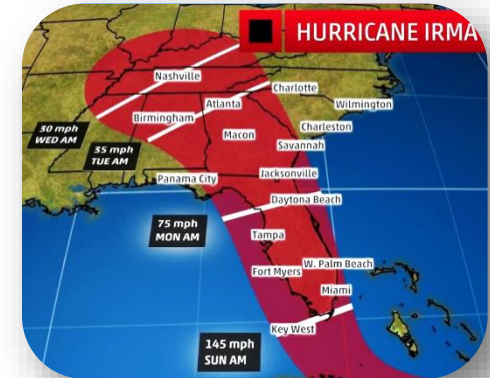 HURRICANE IRMA
Nashville
Charlotte
Atlanta
Wilmington
Birmingham
30 mph
WED AM
Charleston
Macon
35 mph
TUE AM
Savannah
Jacksonville
Panama City
Daytona Beach
75 mph
MON AM
Tampa
W. Palm Beach
Fort Myers
Miami
Key West
145 mph
SUN AM